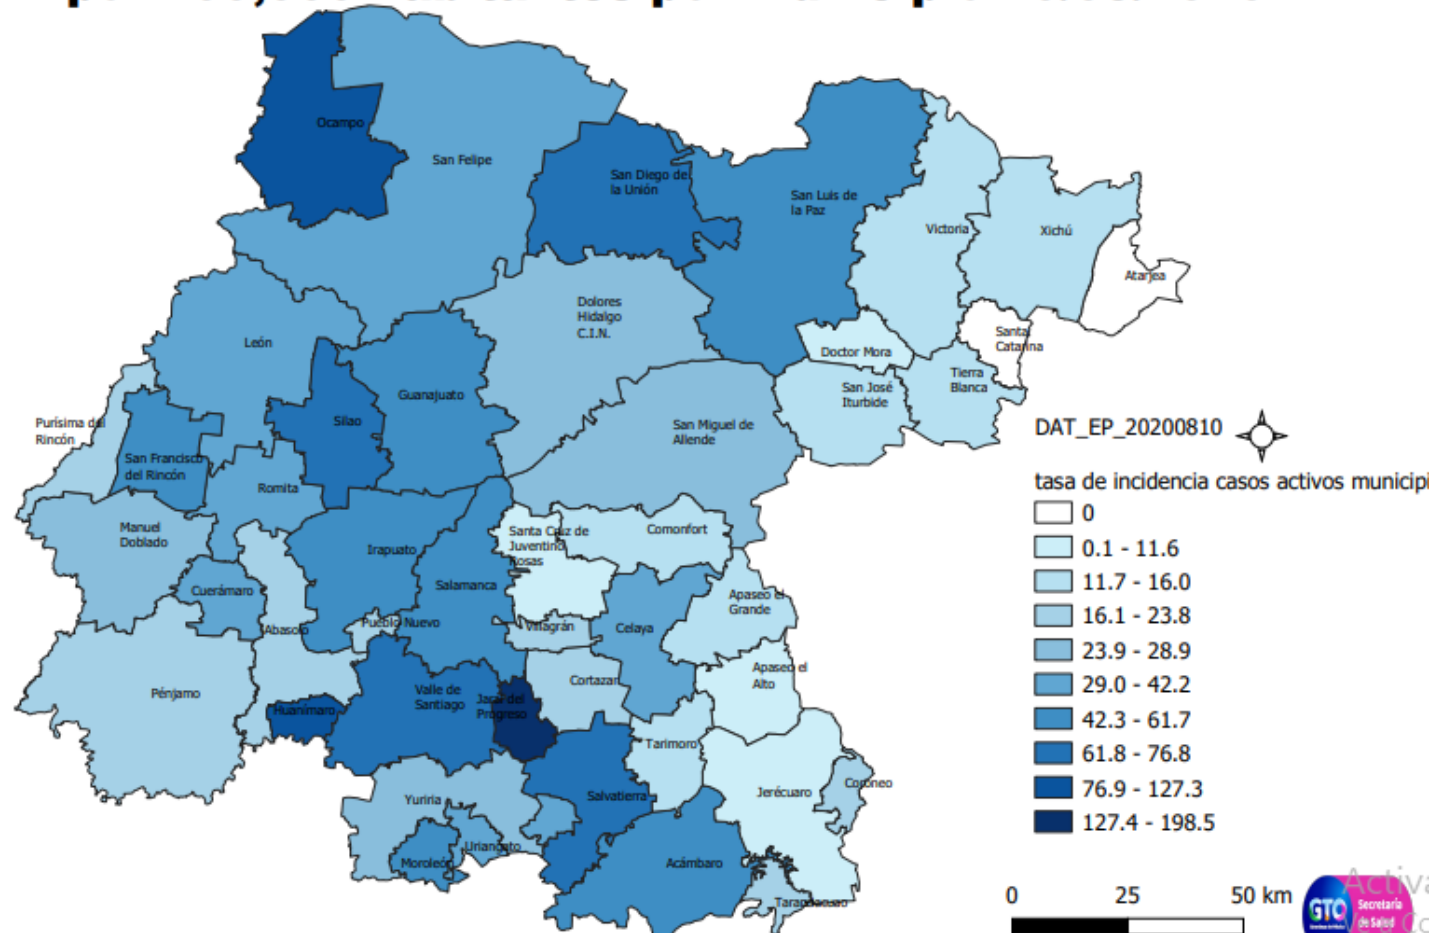 Ocampo
San Felipe
San Diego de
la Unión
San Luis de
la Paz
Victoria
Xichú
Atarjea
Dolores
Hidalgo
C.I.N.
León
Santa
Catarina
Doctor Mora
Tierra
Blanca
San José
Iturbide
Guanajuato
Silao
Purísima del
Rincón
San Miguel de
Allende
San Francisco
del Rincón
Romita
DAT_EP_20200810
tasa de incidencia casos activos municipi
0
0.1 - 11.6
11.7 - 16.0
16.1 - 23.8
23.9 - 28.9
29.0 - 42.2
42.3 - 61.7
61.8 - 76.8
76.9 - 127.3
127.4 - 198.5
Manuel
Doblado
Irapuato
Santa Cruz de
Juventino
Rosas
Comonfort
Salamanca
Cuerámaro
Apaseo el
Grande
Abasolo
Pueblo Nuevo
Villagrán
Celaya
Apaseo el
Alto
Pénjamo
Cortazar
Valle de
Santiago
Jaral del
Progreso
Huanímaro
Tarimoro
Coroneo
Jerécuaro
Yuriria
Salvatierra
Uriangato
Moroleón
Acámbaro
Tarandacuao
0 25 50 km
GTO
Secretaría
de Salud
Activa